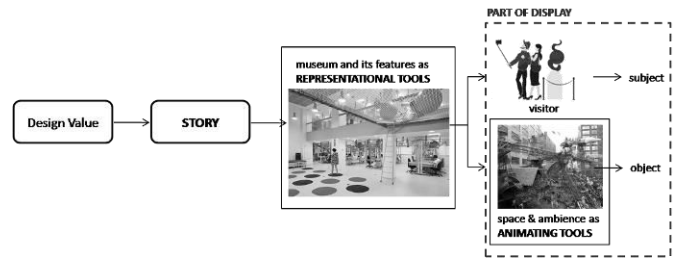 PART OF DISPLAY
museum and its features as
REPRESENTATIONAL TOOLS
Design Value
STORY
visitor
subject
object
space & ambience as
ANIMATING TOOLS